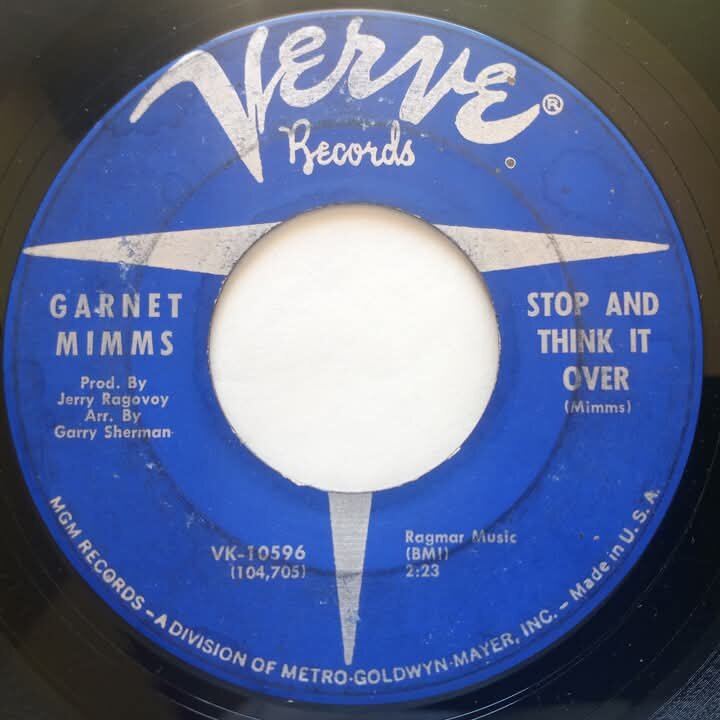 Verve ®
Records
GARNET
MIMMS
Prod. By
Jerry Ragovoy
Arr. By
Garry Sherman
STOP AND
THINK IT
OVER
(Mimms)
VK-10596
(104,705)
Ragmar Music
(BMI)
2:23
MGM RECORDS – A DIVISION OF METRO-GOLDWYN-MAYER, INC. – Made in U.S.A.